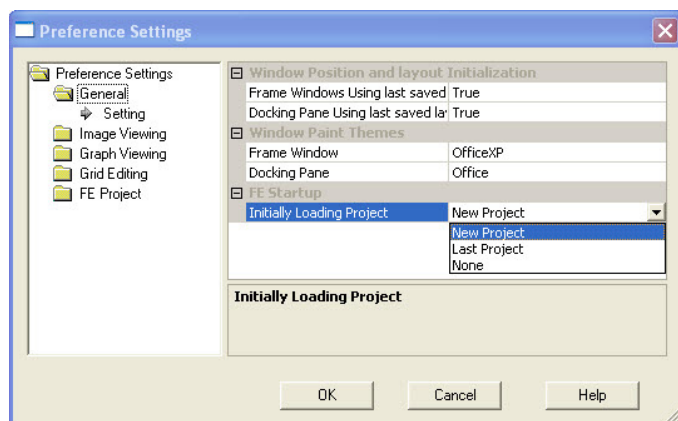 Preference Settings
Preference Settings
General
Setting
Image Viewing
Graph Viewing
Grid Editing
FE Project
Window Position and layout Initialization
Frame Windows Using last saved True
Docking Pane Using last saved la True
Window Paint Themes
Frame Window OfficeXP
Docking Pane Office
FE Startup
Initially Loading Project New Project
New Project
Last Project
None
Initially Loading Project
OK Cancel Help